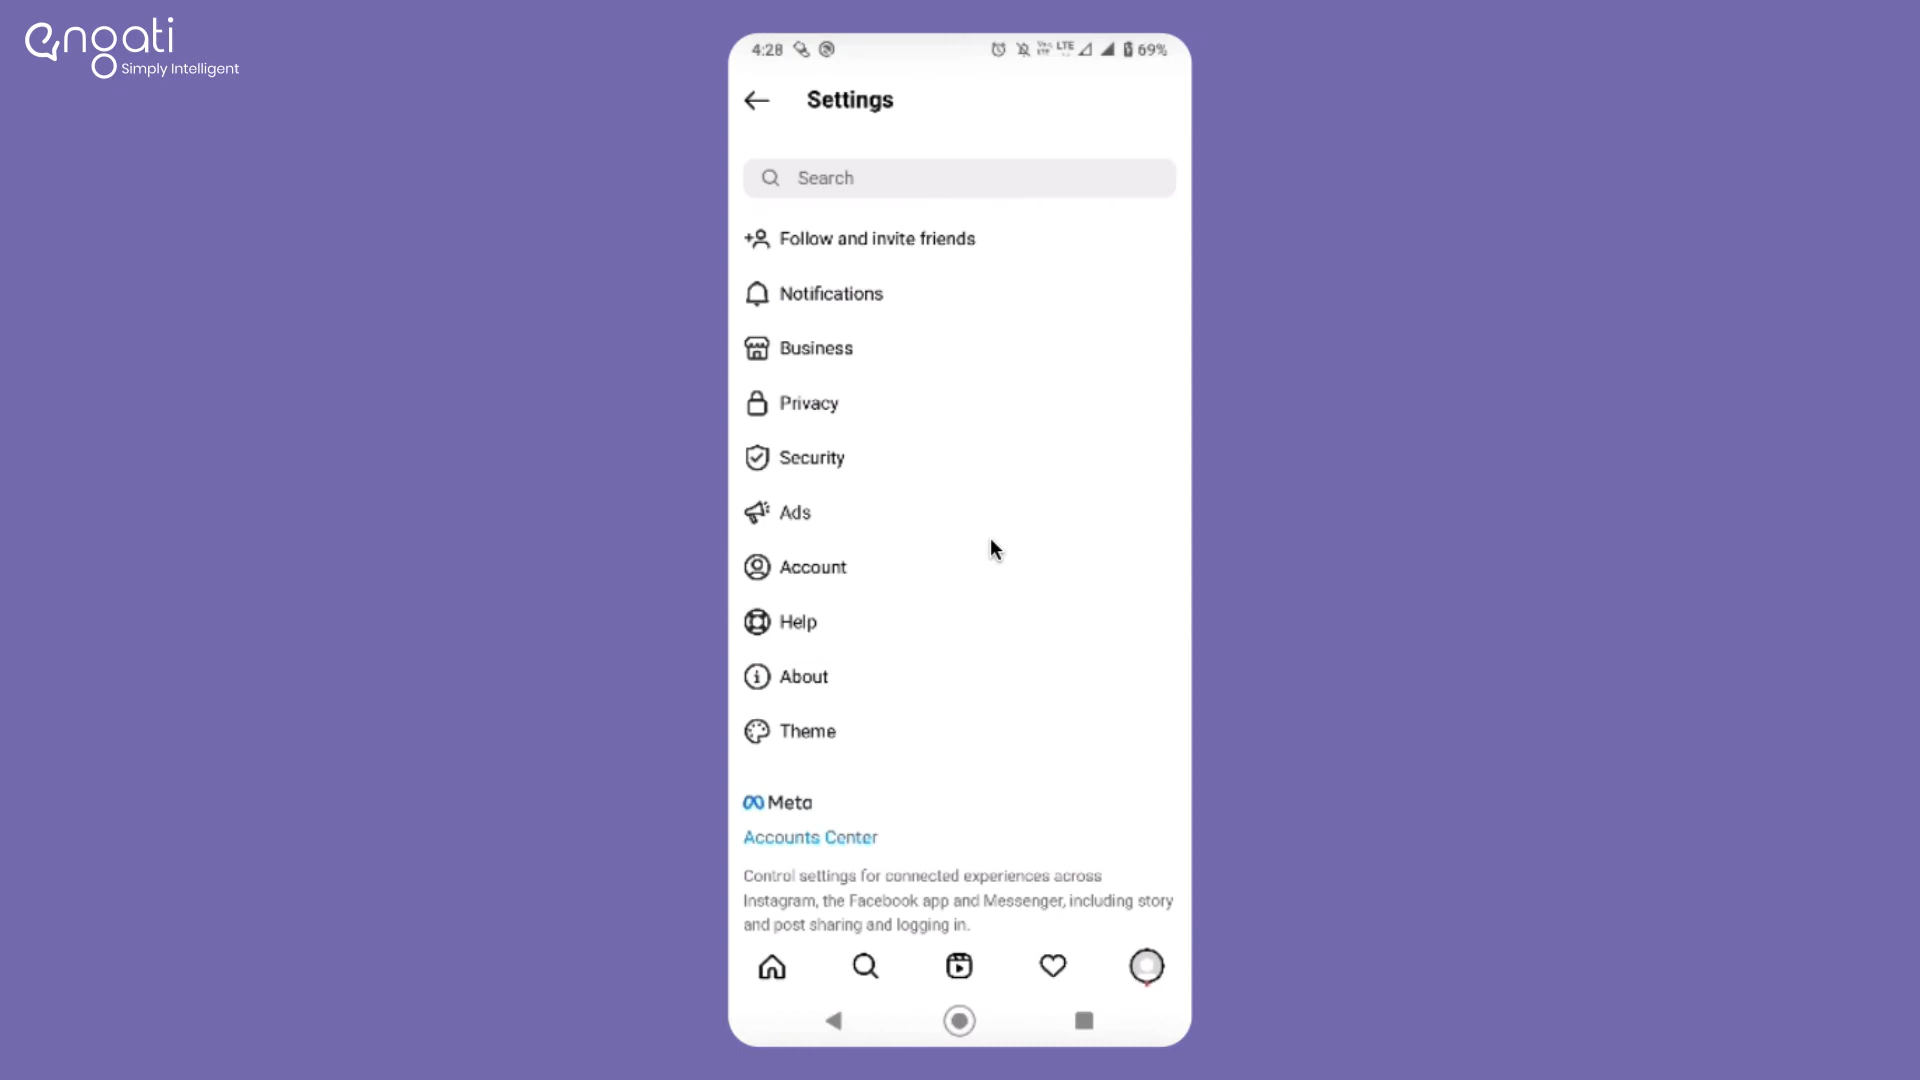 engati
Simply Intelligent
4:28
LTE
69%
Settings
Search
Follow and invite friends
Notifications
Business
Privacy
Security
Ads
Account
Help
About
Theme
Meta
Accounts Center
Control settings for connected experiences across
Instagram, the Facebook app and Messenger, including story
and post sharing and logging in.